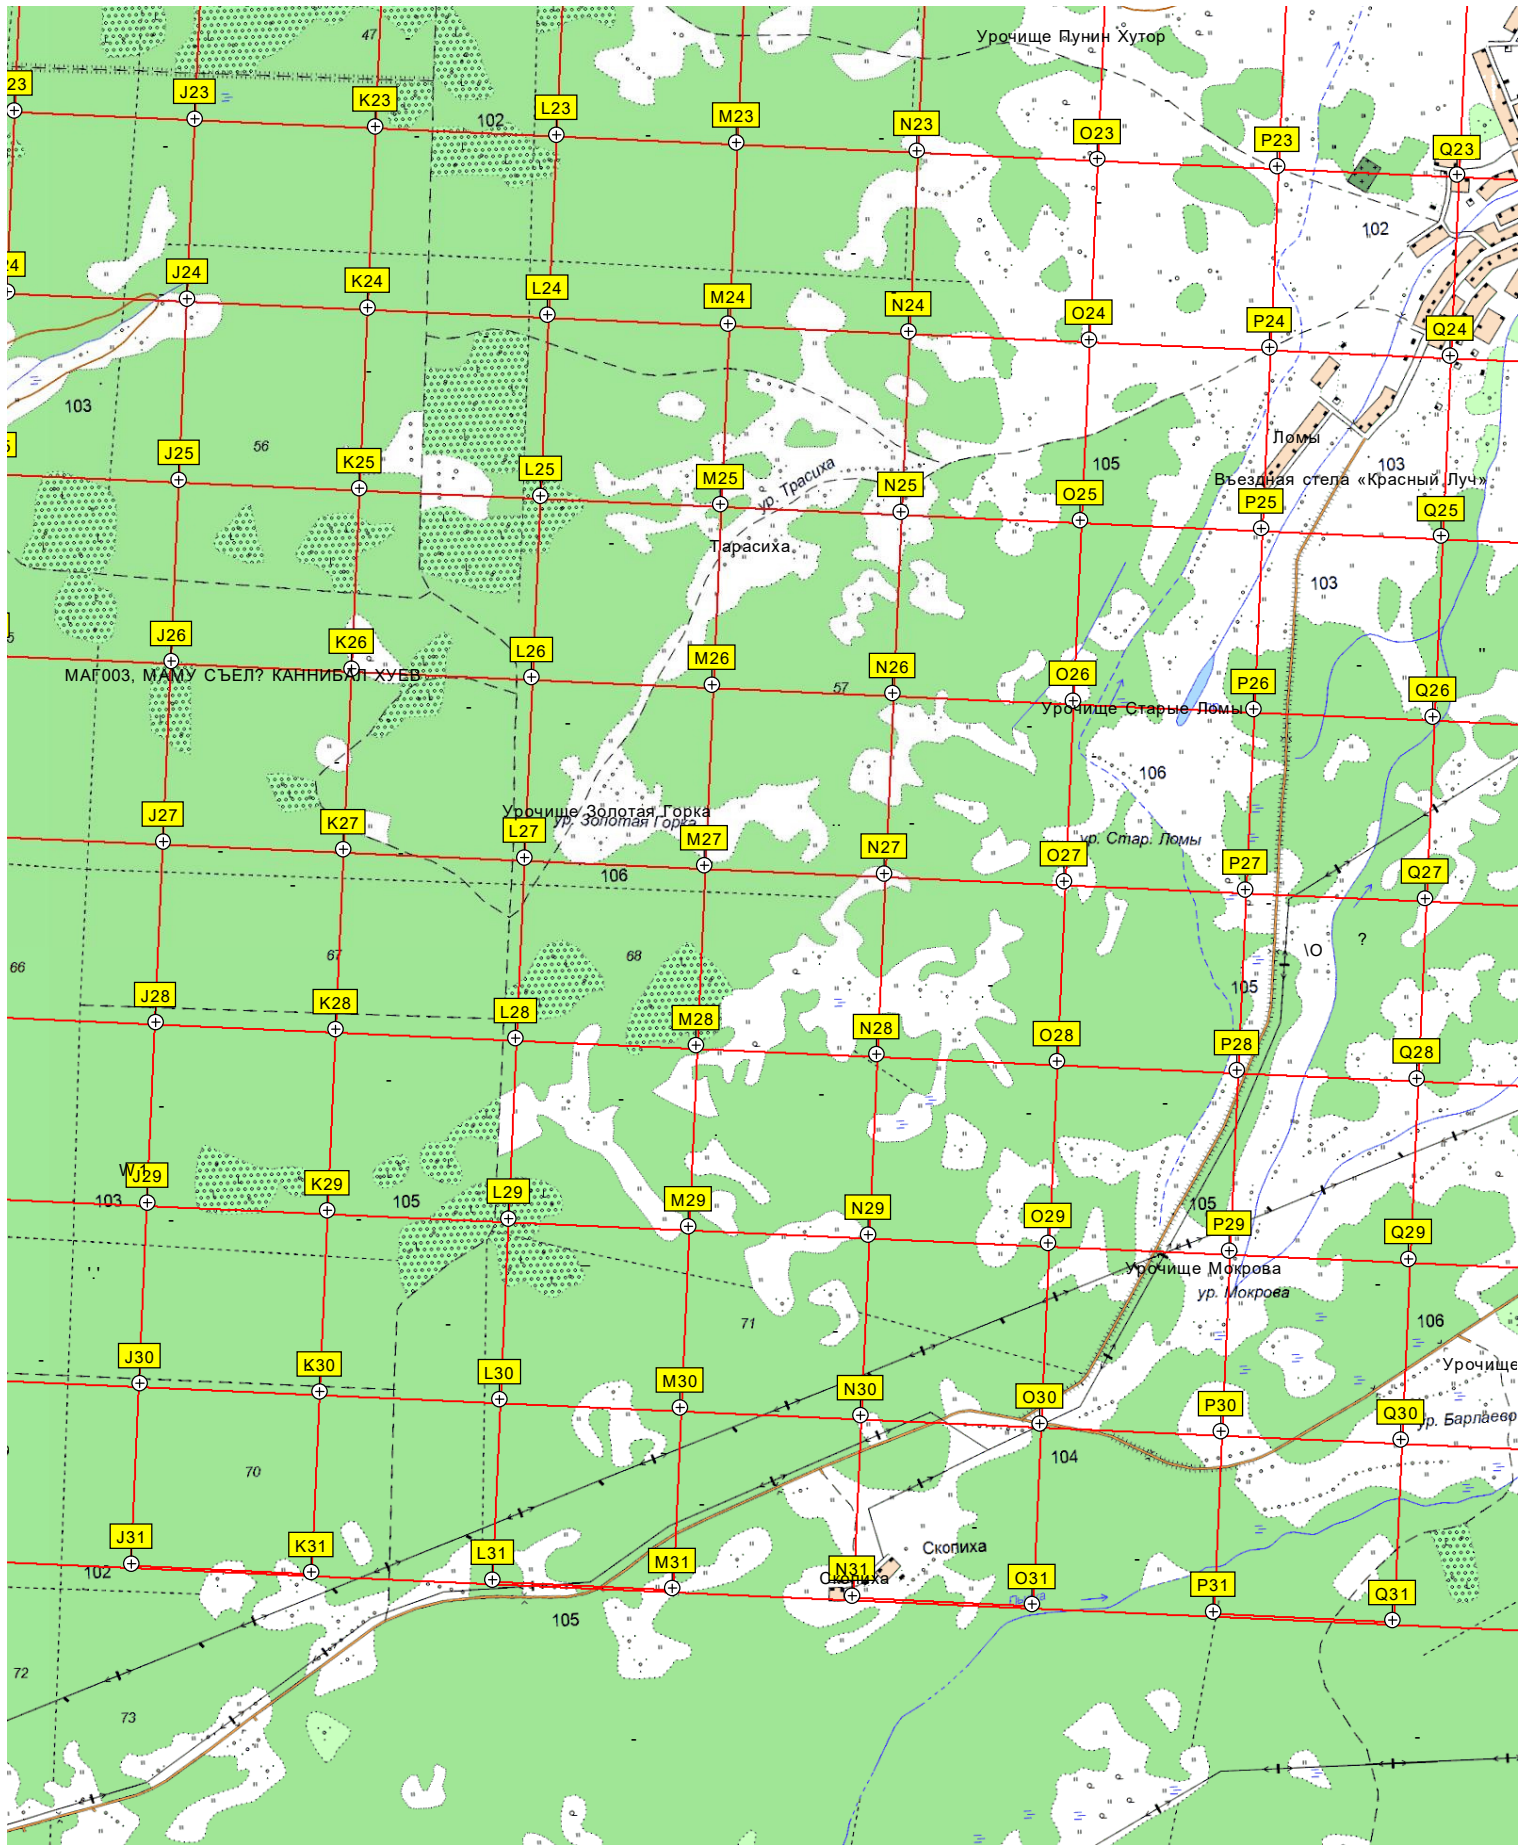 47
Урочище Пунин Хутор
23 J23 K23 L23 M23 N23 O23 P23 Q23
102
102
24 J24 K24 L24 M24 N24 O24 P24 Q24
103
56
Ломы
105
103
Въездная стела «Красный Луч»
ур. Трасиха
5 J25 K25 L25 M25 N25 O25 P25 Q25
Тарасиха
103
5
J26 K26 L26 M26 N26 O26 P26 Q26
МАГ003, МАМУ СЪЕЛ? КАННИБАЛ ХУЕВ
57
Урочище Старые Ломы
106
Урочище Золотая Горка
ур. Золотая Горка
ур. Стар. Ломы
J27 K27 L27 M27 N27 O27 P27 Q27
106
66
67
68
\О
?
105
J28 K28 L28 M28 N28 O28 P28 Q28
W 1
J29 K29 L29 M29 N29 O29 P29 Q29
103
105
105
Урочище Мокрова
ур. Мокрова
71
106
Урочище
J30 K30 L30 M30 N30 O30 P30 Q30
ур. Барлаево
70
104
J31 K31 L31 M31 N31 O31 P31 Q31
Скопиха
Скопиха
102
105
72
73